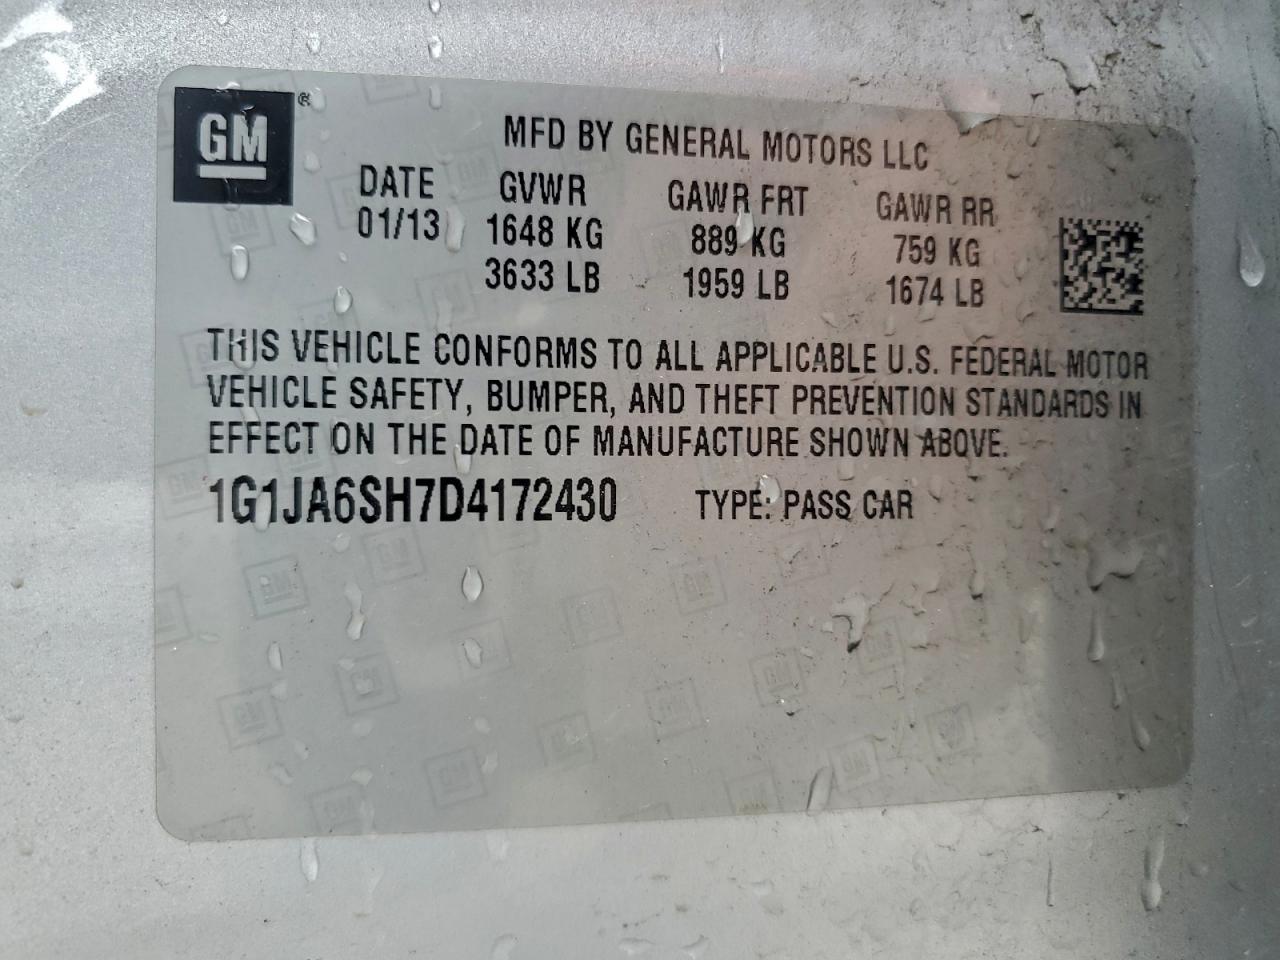 GM
MFD BY GENERAL MOTORS LLC
DATE GVWR GAWR FRT GAWR RR
01/13 1648 KG 889 KG 759 KG
3633 LB 1959 LB 1674 LB
THIS VEHICLE CONFORMS TO ALL APPLICABLE U.S. FEDERAL MOTOR
VEHICLE SAFETY, BUMPER, AND THEFT PREVENTION STANDARDS IN
EFFECT ON THE DATE OF MANUFACTURE SHOWN ABOVE.
1G1JA6SH7D4172430 TYPE: PASS CAR